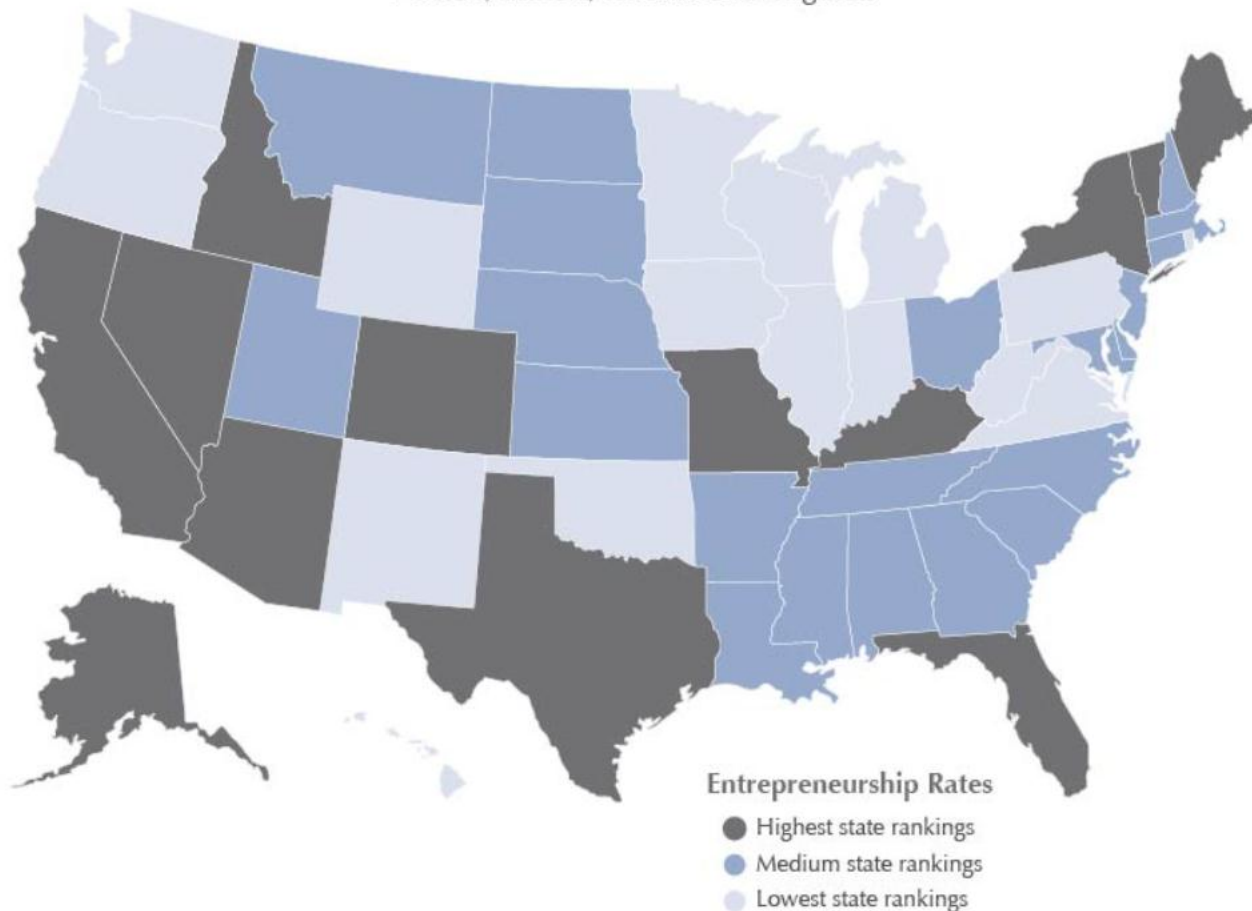 Entrepreneurship Rates
Highest state rankings
Medium state rankings
Lowest state rankings